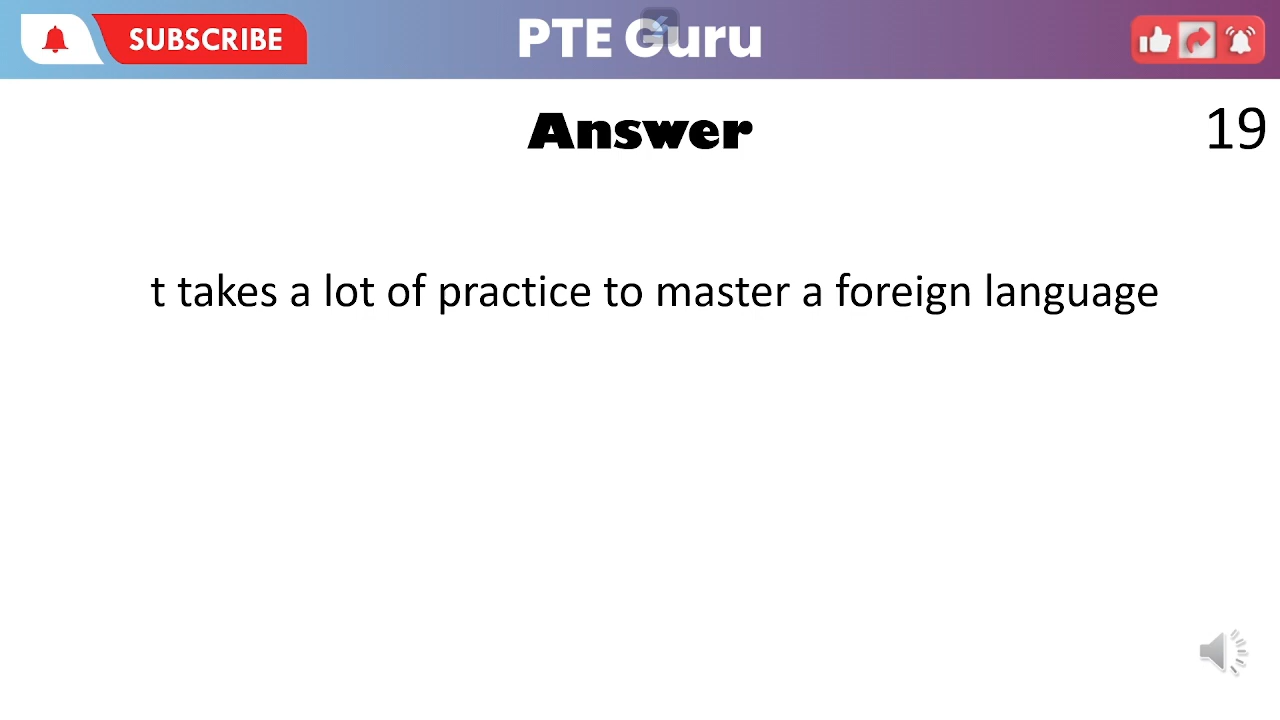 SUBSCRIBE
PTE Guru
Answer
19
t takes a lot of practice to master a foreign language